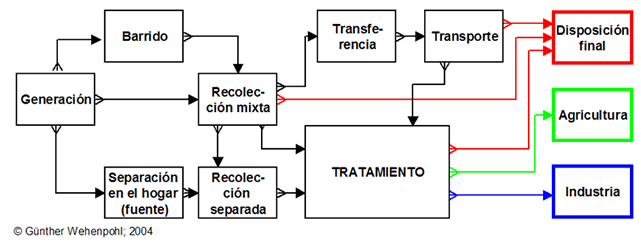 Barrido
Transfe-
rencia
Transporte
Disposición
final
Generación
Recolec-
ción mixta
Agricultura
Separación
en el hogar
(fuente)
Recolec-
ción
separada
TRATAMIENTO
Industria
© Günther Wehenpohl; 2004